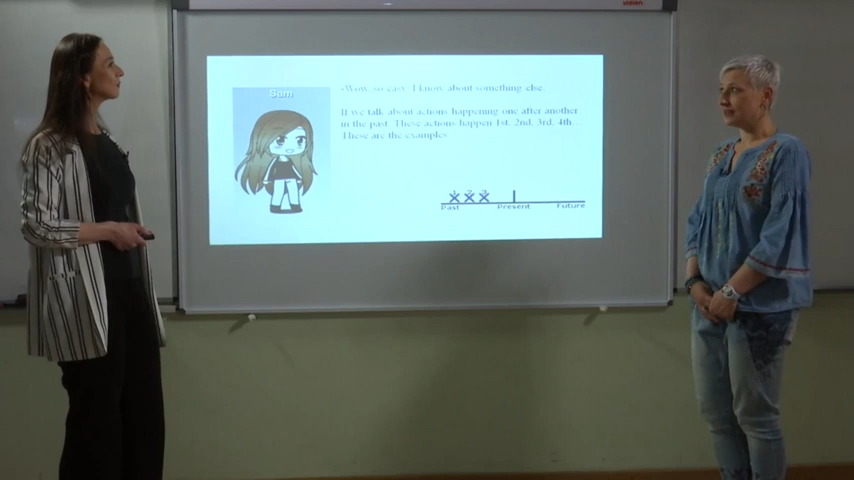 Sam
-Wow, so easy. I know about something else.
If we talk about actions happening one after another
in the past. These actions happen 1st, 2nd, 3rd, 4th...
These are the examples
Past Present Future